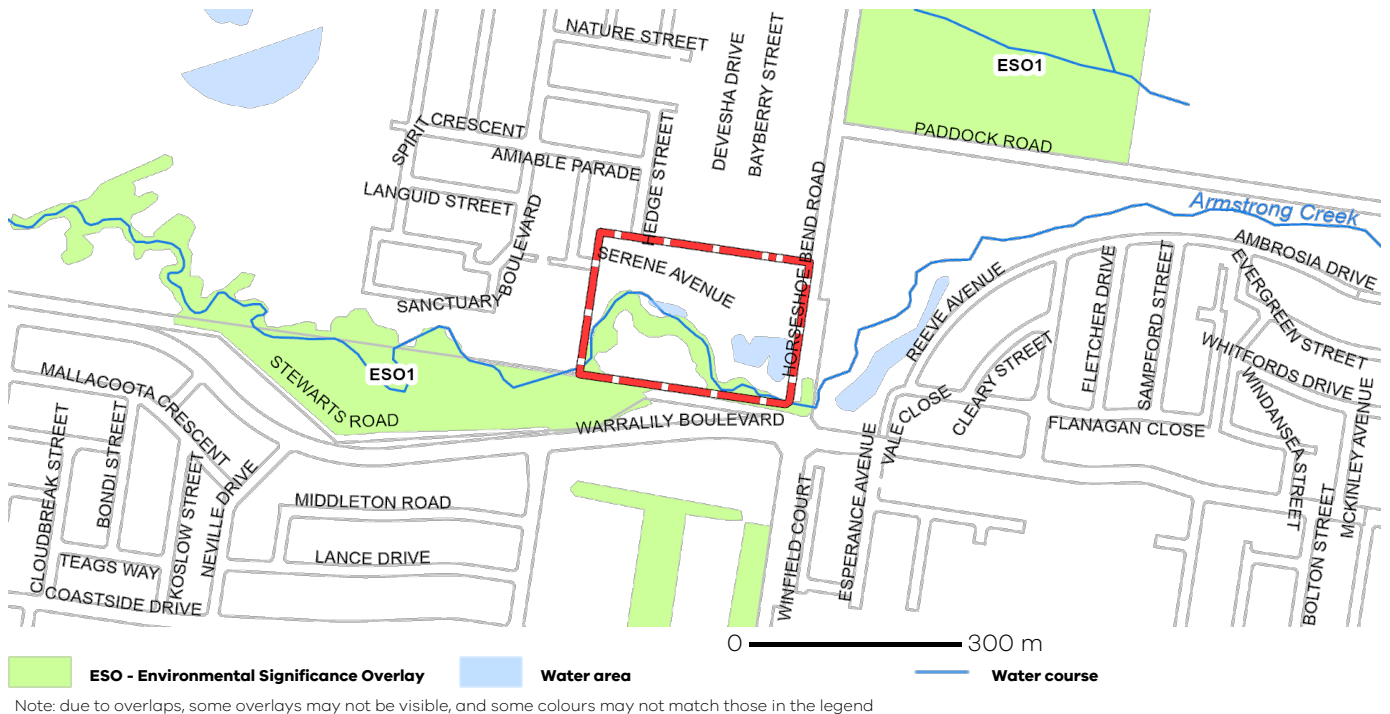 NATURE STREET
DEVESHA DRIVE
BAYBERRY STREET
ESO1
SPIRIT
CRESCENT
AMIABLE PARADE
HEDGE STREET
PADDOCK ROAD
LANGUID STREET
BOULEVARD
SANCTUARY
SERENE AVENUE
HORSESHOE BEND ROAD
Armstrong Creek
AMBROSIA DRIVE
EVERGREEN STREET
REEVE AVENUE
FLETCHER DRIVE
SAMPFORD STREET
WHITFORDS DRIVE
CLEARY STREET
WINDANSEA STREET
MCKINLEY AVENUE
ESO1
STEWARTS ROAD
MALLACOOTA CRESCENT
WARRALILY BOULEVARD
VALE CLOSE
FLANAGAN CLOSE
CLOUDBREAK STREET
BONDI STREET
KOSLOW STREET
NEVILLE DRIVE
MIDDLETON ROAD
LANCE DRIVE
TEAGS WAY
COASTSIDE DRIVE
WINFIELD COURT
ESPERANCE AVENUE
BOLTON STREET
0 300 m
ESO - Environmental Significance Overlay
Water area
Water course
Note: due to overlaps, some overlays may not be visible, and some colours may not match those in the legend